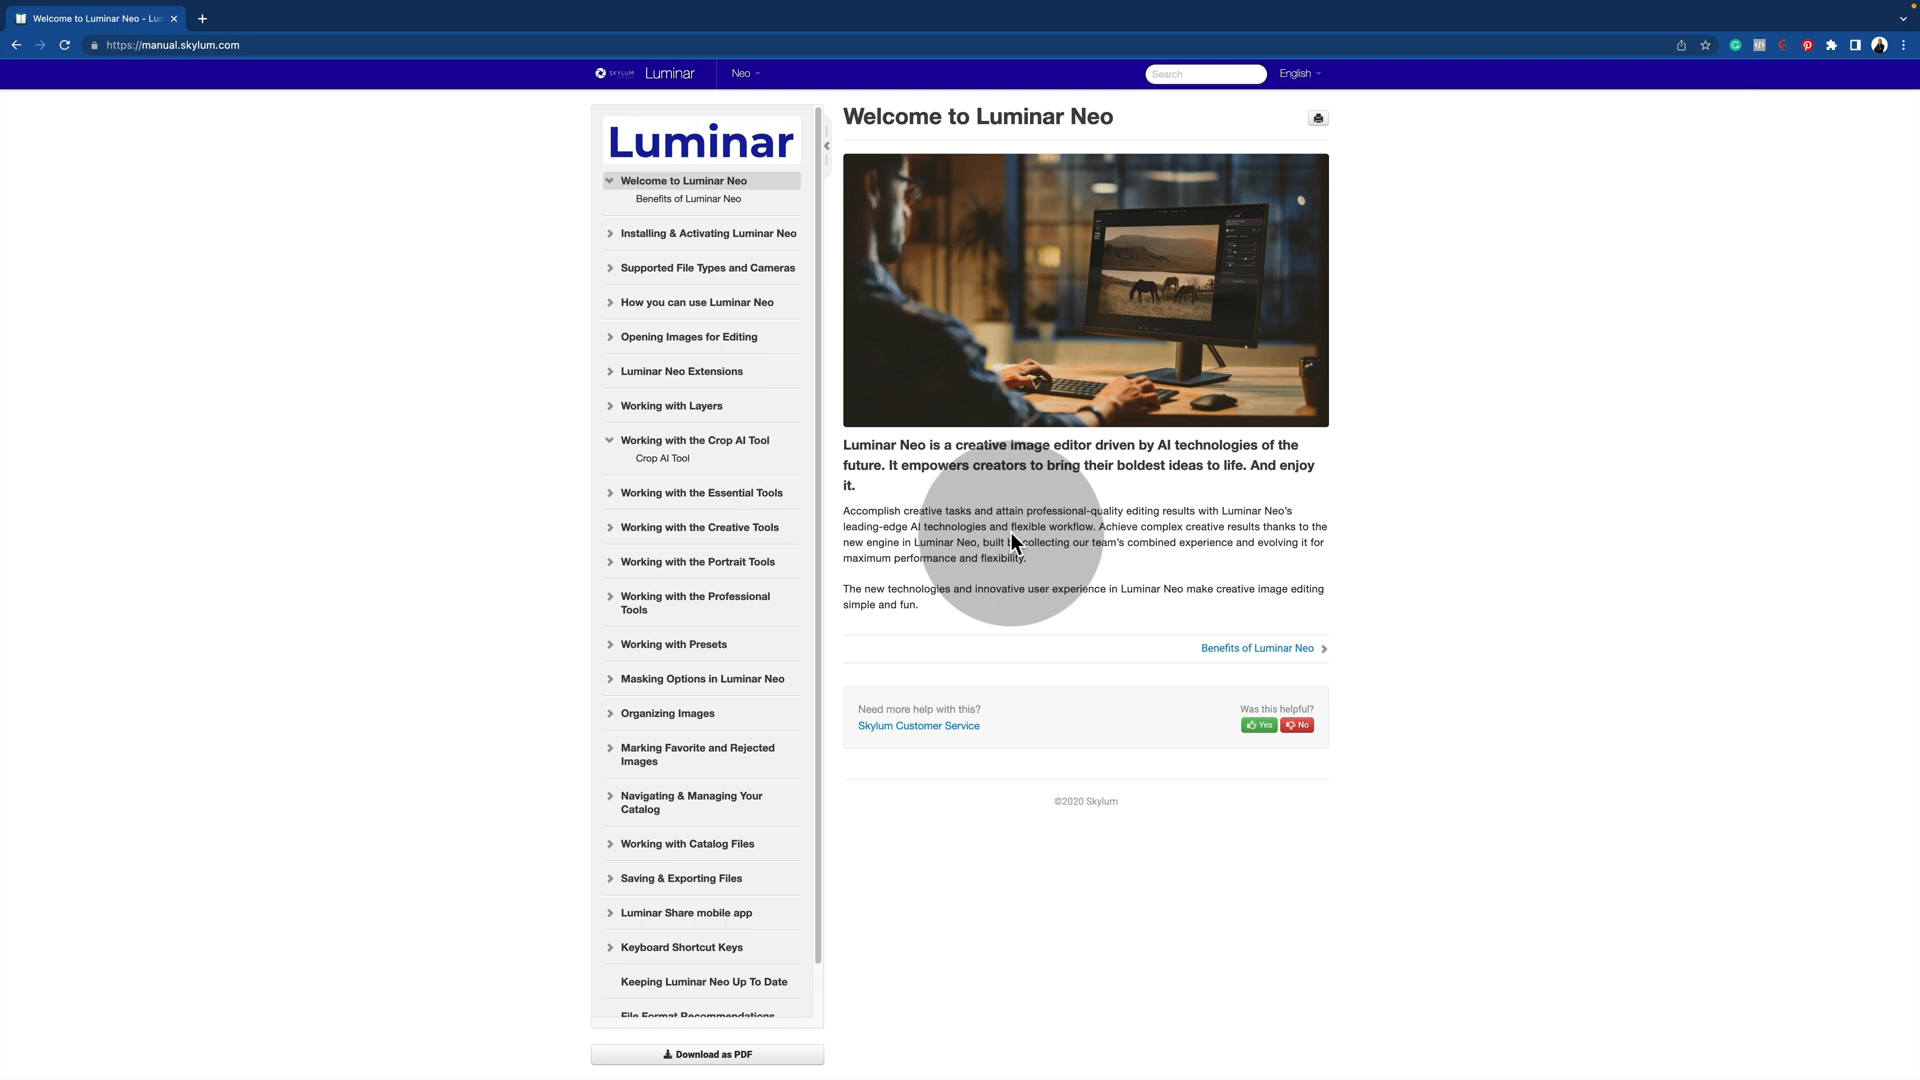 Welcome to Luminar Neo - Lun
https://manual.skylum.com
SKYLUM Luminar Neo
Search
English
Luminar
Welcome to Luminar Neo
Benefits of Luminar Neo
Installing & Activating Luminar Neo
Supported File Types and Cameras
How you can use Luminar Neo
Opening Images for Editing
Luminar Neo Extensions
Working with Layers
Working with the Crop AI Tool
Crop AI Tool
Working with the Essential Tools
Working with the Creative Tools
Working with the Portrait Tools
Working with the Professional
Tools
Working with Presets
Masking Options in Luminar Neo
Organizing Images
Marking Favorite and Rejected
Images
Navigating & Managing Your
Catalog
Working with Catalog Files
Saving & Exporting Files
Luminar Share mobile app
Keyboard Shortcut Keys
Keeping Luminar Neo Up To Date
File Format Recommendations
Download as PDF
Welcome to Luminar Neo
Luminar Neo is a creative image editor driven by AI technologies of the
future. It empowers creators to bring their boldest ideas to life. And enjoy
it.
Accomplish creative tasks and attain professional-quality editing results with Luminar Neo's
leading-edge AI technologies and flexible workflow. Achieve complex creative results thanks to the
new engine in Luminar Neo, built collecting our team's combined experience and evolving it for
maximum performance and flexibility.
The new technologies and innovative user experience in Luminar Neo make creative image editing
simple and fun.
Benefits of Luminar Neo
Need more help with this?
Skylum Customer Service
Was this helpful?
Yes No
©2020 Skylum